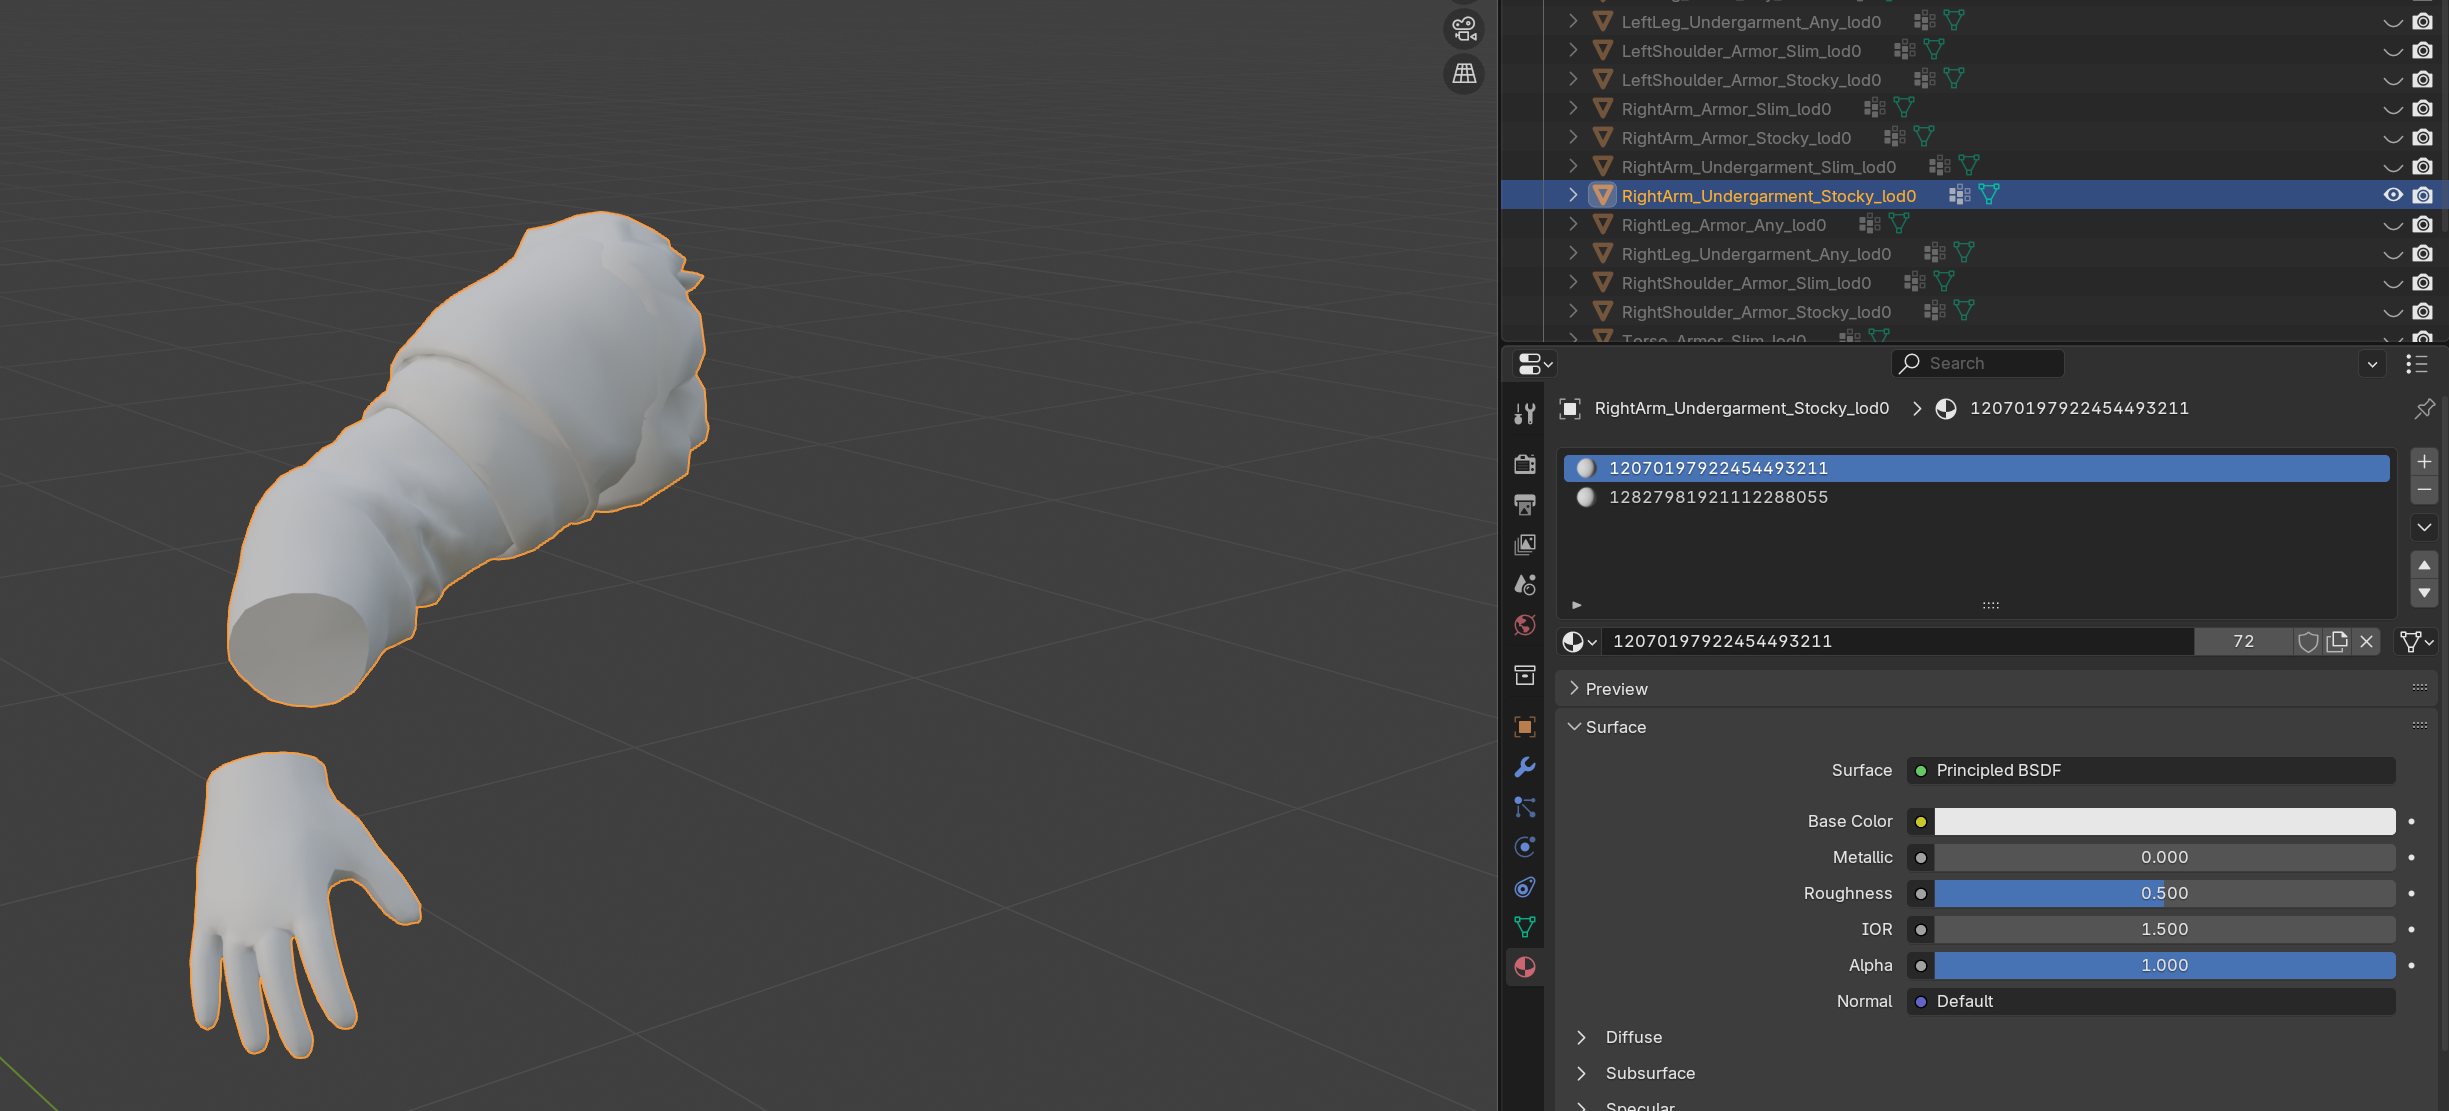 LeftLeg_Undergarment_Any_lod0
LeftShoulder_Armor_Slim_lod0
LeftShoulder_Armor_Stocky_lod0
RightArm_Armor_Slim_lod0
RightArm_Armor_Stocky_lod0
RightArm_Undergarment_Slim_lod0
RightArm_Undergarment_Stocky_lod0
RightLeg_Armor_Any_lod0
RightLeg_Undergarment_Any_lod0
RightShoulder_Armor_Slim_lod0
RightShoulder_Armor_Stocky_lod0
Torso_Armor_Slim_lod0
Search
RightArm_Undergarment_Stocky_lod0 > 12070197922454493211
12070197922454493211
12827981921112288055
12070197922454493211 72
Preview
Surface
Surface Principled BSDF
Base Color
Metallic 0.000
Roughness 0.500
IOR 1.500
Alpha 1.000
Normal Default
Diffuse
Subsurface
Specular